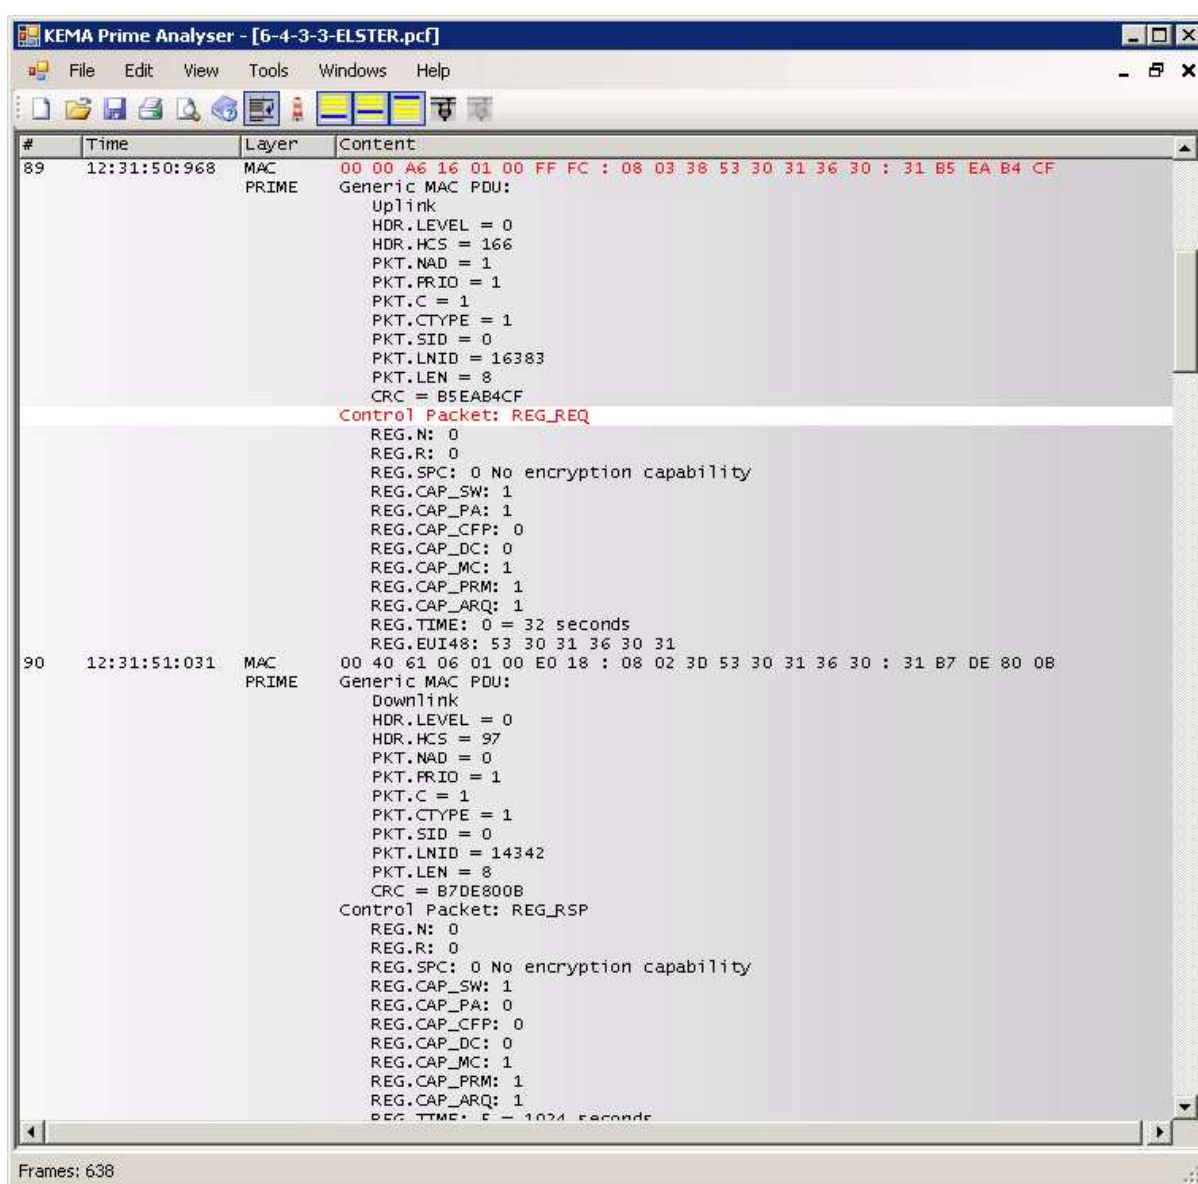 KEMA Prime Analyser - [6-4-3-3-ELSTER.pcf]
File Edit View Tools Windows Help
# Time Layer Content
89 12:31:50:968 MAC 00 00 A6 16 01 00 FF FC : 08 03 38 53 30 31 36 30 : 31 B5 EA B4 CF
PRIME Generic MAC PDU:
Uplink
HDR.LEVEL = 0
HDR.HCS = 166
PKT.NAD = 1
PKT.PRIO = 1
PKT.C = 1
PKT.CTYPE = 1
PKT.SID = 0
PKT.LNID = 16383
PKT.LEN = 8
CRC = B5EAB4CF
Control Packet: REG_REQ
REG.N: 0
REG.R: 0
REG.SPC: 0 No encryption capability
REG.CAP_SW: 1
REG.CAP_PA: 1
REG.CAP_CFP: 0
REG.CAP_DC: 0
REG.CAP_MC: 1
REG.CAP_PRM: 1
REG.CAP_ARQ: 1
REG.TIME: 0 = 32 seconds
REG.EUI48: 53 30 31 36 30 31
90 12:31:51:031 MAC 00 40 61 06 01 00 E0 18 : 08 02 3D 53 30 31 36 30 : 31 B7 DE 80 0B
PRIME Generic MAC PDU:
Downlink
HDR.LEVEL = 0
HDR.HCS = 97
PKT.NAD = 0
PKT.PRIO = 1
PKT.C = 1
PKT.CTYPE = 1
PKT.SID = 0
PKT.LNID = 14342
PKT.LEN = 8
CRC = B7DE800B
Control Packet: REG_RSP
REG.N: 0
REG.R: 0
REG.SPC: 0 No encryption capability
REG.CAP_SW: 1
REG.CAP_PA: 0
REG.CAP_CFP: 0
REG.CAP_DC: 0
REG.CAP_MC: 1
REG.CAP_PRM: 1
REG.CAP_ARQ: 1
REG.TIME: = 1024 seconds
Frames: 638